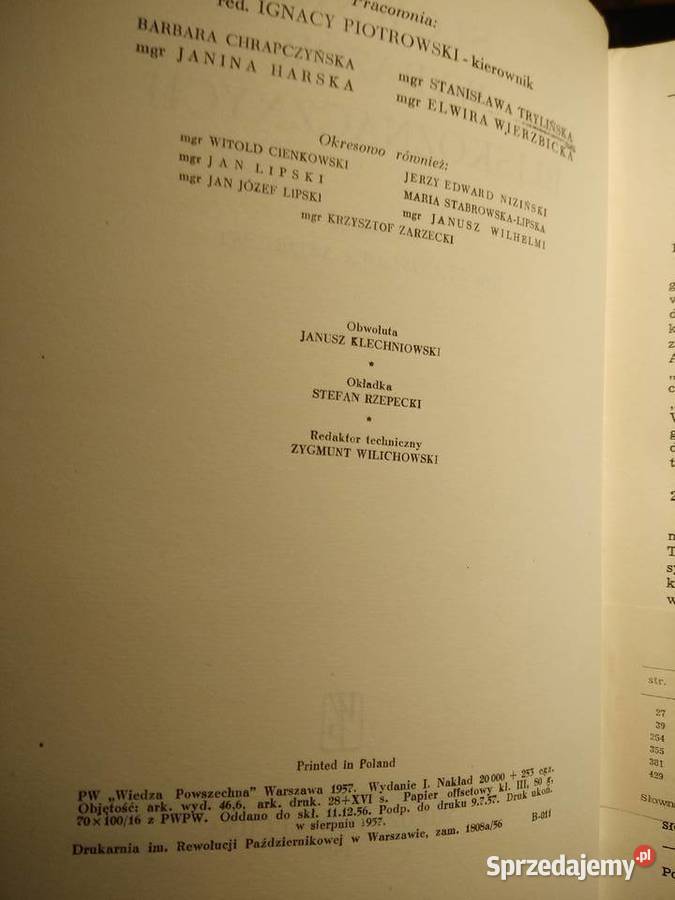 Pracownia:
red. IGNACY PIOTROWSKI - kierownik
BARBARA CHRAPCZYŃSKA
mgr STANISŁAWA TRYLIŃSKA
mgr JANINA HARSKA
mgr ELWIRA WIERZBICKA
Okresowo również:
mgr WITOLD CIENKOWSKI
JERZY EDWARD NIZIŃSKI
mgr JAN LIPSKI
MARIA STABROWSKA-LIPSKA
mgr JAN JÓZEF LIPSKI
mgr JANUSZ WILHELMI
mgr KRZYSZTOF ZARZECKI
Obwoluta
JANUSZ KLECHNIOWSKI
*
Okładka
STEFAN RZEPECKI
*
Redaktor techniczny
ZYGMUNT WILICHOWSKI
Printed in Poland
PW „Wiedza Powszechna" Warszawa 1957. Wydanie I. Nakład 20 000 + 253 egz.
Objętość: ark. wyd. 46,6, ark. druk. 28+XVI s. Papier offsetowy kl. III, 80 g,
70×100/16 z PWPW. Oddano do skł. 11.12.56. Podp. do druku 9.7.57. Druk ukoń.
w sierpniu 1957. B-011
Drukarnia im. Rewolucji Październikowej w Warszawie, zam. 1808a/56
str.
27
39
254
355
381
429
Słown
Sł
Po
Sprzedajemy.pl